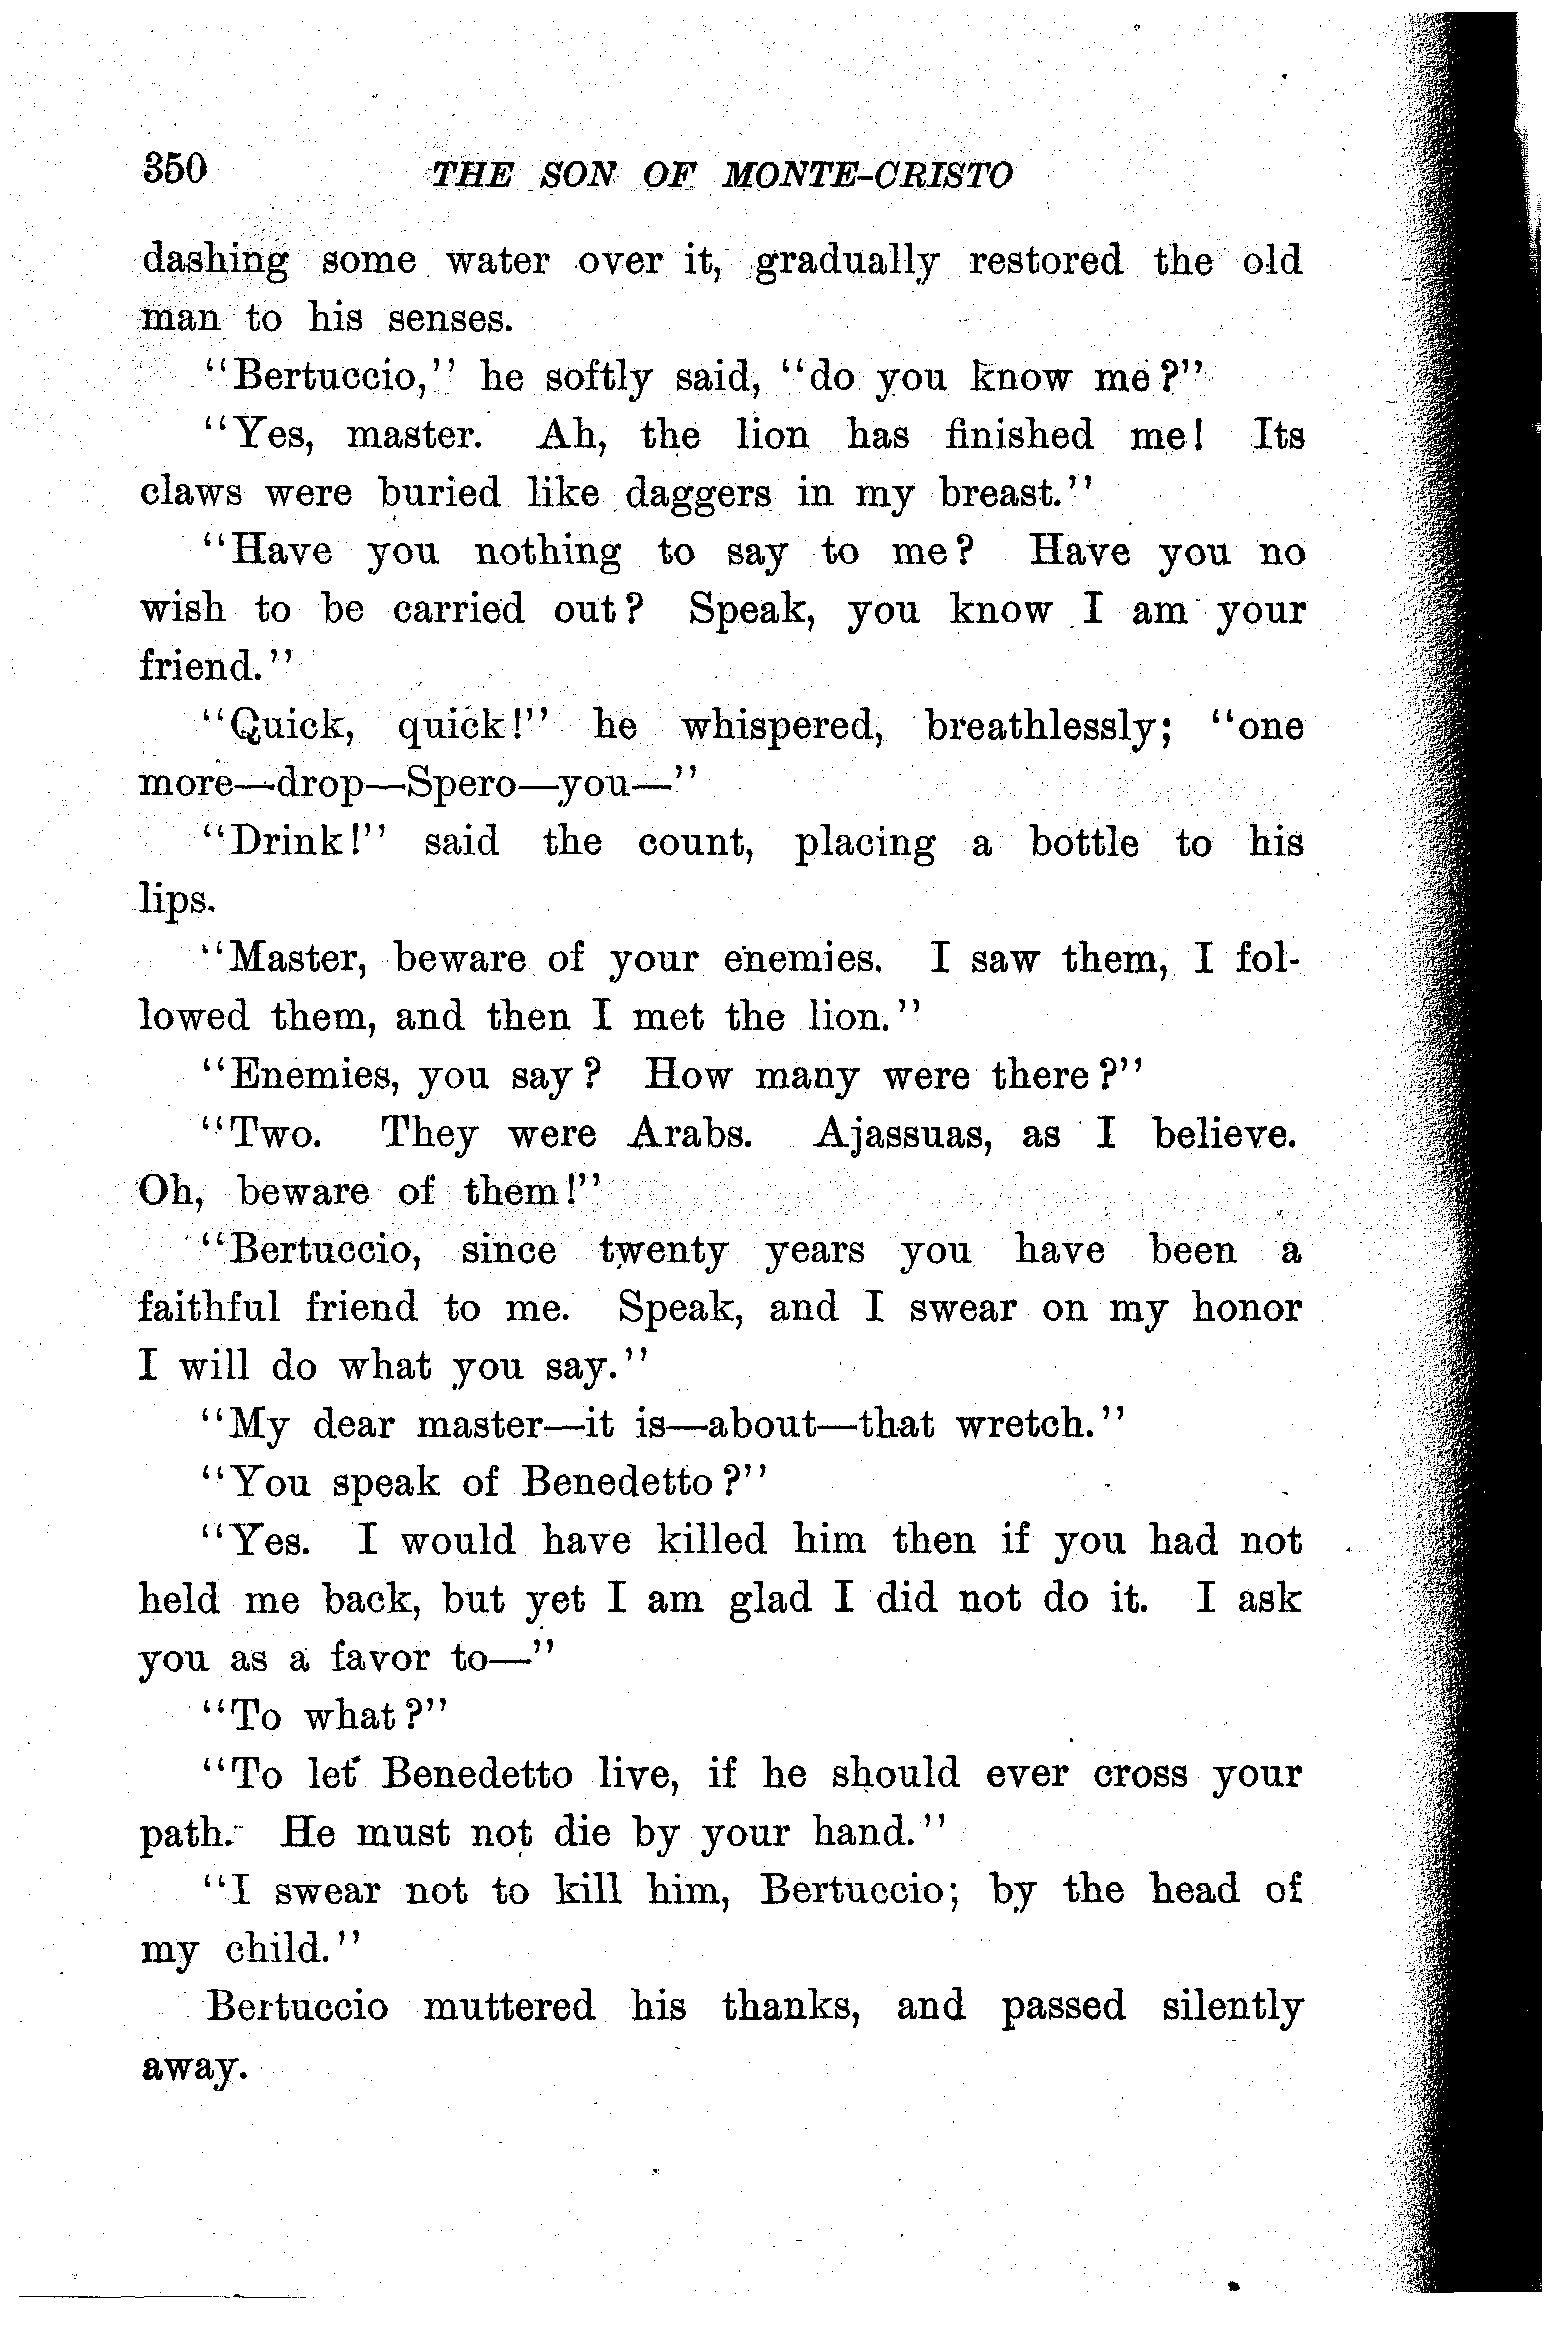 350 THE SON OF MONTE-CRISTO
dashing some water over it, gradually restored the old
man to his senses.
"Bertuccio," he softly said, "do you know me?"
"Yes, master. Ah, the lion has finished me! Its
claws were buried like daggers in my breast."
"Have you nothing to say to me? Have you no
wish to be carried out? Speak, you know I am your
friend."
"Quick, quick!" he whispered, breathlessly; "one
more—drop—Spero—you—"
"Drink!" said the count, placing a bottle to his
lips.
"Master, beware of your enemies. I saw them, I fol-
lowed them, and then I met the lion."
"Enemies, you say? How many were there?"
"Two. They were Arabs. Ajassuas, as I believe.
Oh, beware of them!"
"Bertuccio, since twenty years you have been a
faithful friend to me. Speak, and I swear on my honor
I will do what you say."
"My dear master—it is—about—that wretch."
"You speak of Benedetto?"
"Yes. I would have killed him then if you had not
held me back, but yet I am glad I did not do it. I ask
you as a favor to—"
"To what?"
"To let Benedetto live, if he should ever cross your
path. He must not die by your hand."
"I swear not to kill him, Bertuccio; by the head of
my child."
Bertuccio muttered his thanks, and passed silently
away.